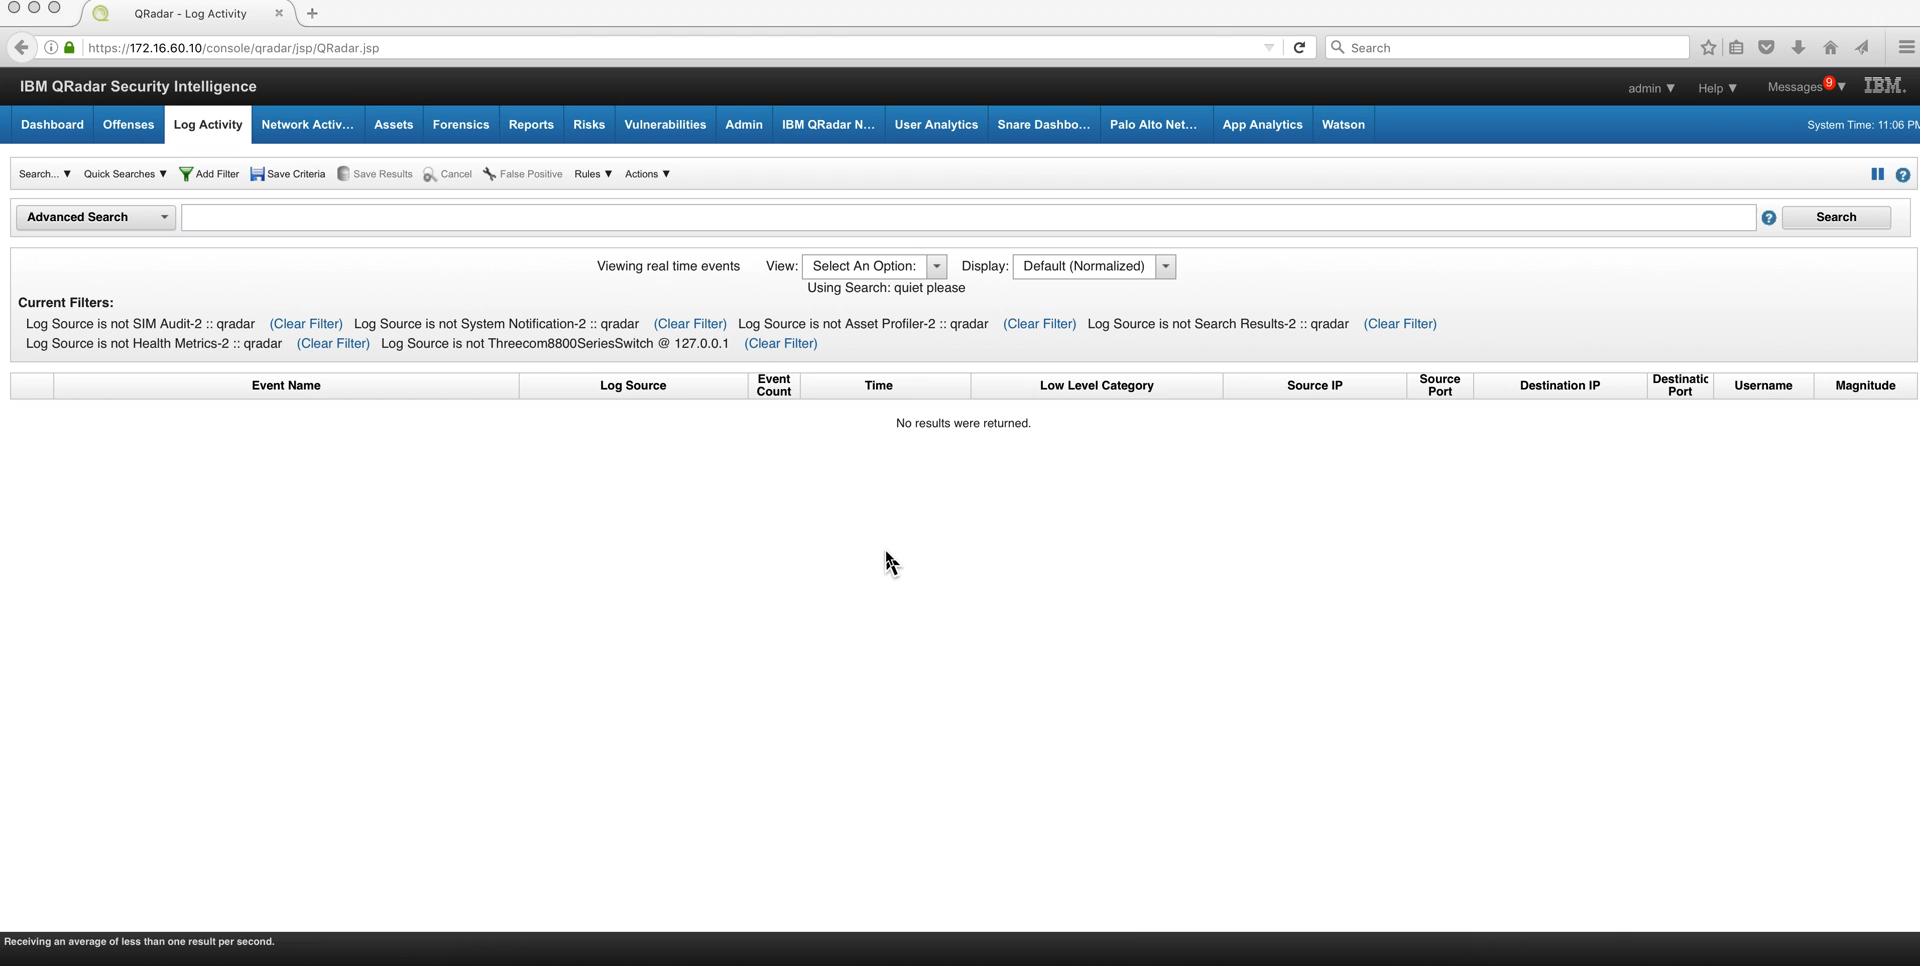 QRadar - Log Activity
https://172.16.60.10/console/qradar/jsp/QRadar.jsp
Search
IBM QRadar Security Intelligence
admin ▼ Help ▼ Messages 9 ▼ IBM.
Dashboard Offenses Log Activity Network Activ... Assets Forensics Reports Risks Vulnerabilities Admin IBM QRadar N... User Analytics Snare Dashbo... Palo Alto Net... App Analytics Watson System Time: 11:06 PM
Search... ▼ Quick Searches ▼ Add Filter Save Criteria Save Results Cancel False Positive Rules ▼ Actions ▼
Advanced Search Search
Viewing real time events View: Select An Option: Display: Default (Normalized)
Using Search: quiet please
Current Filters:
Log Source is not SIM Audit-2 :: qradar (Clear Filter) Log Source is not System Notification-2 :: qradar (Clear Filter) Log Source is not Asset Profiler-2 :: qradar (Clear Filter) Log Source is not Search Results-2 :: qradar (Clear Filter)
Log Source is not Health Metrics-2 :: qradar (Clear Filter) Log Source is not Threecom8800SeriesSwitch @ 127.0.0.1 (Clear Filter)
Event Name Log Source Event Count Time Low Level Category Source IP Source Port Destination IP Destinatic Port Username Magnitude
No results were returned.
Receiving an average of less than one result per second.